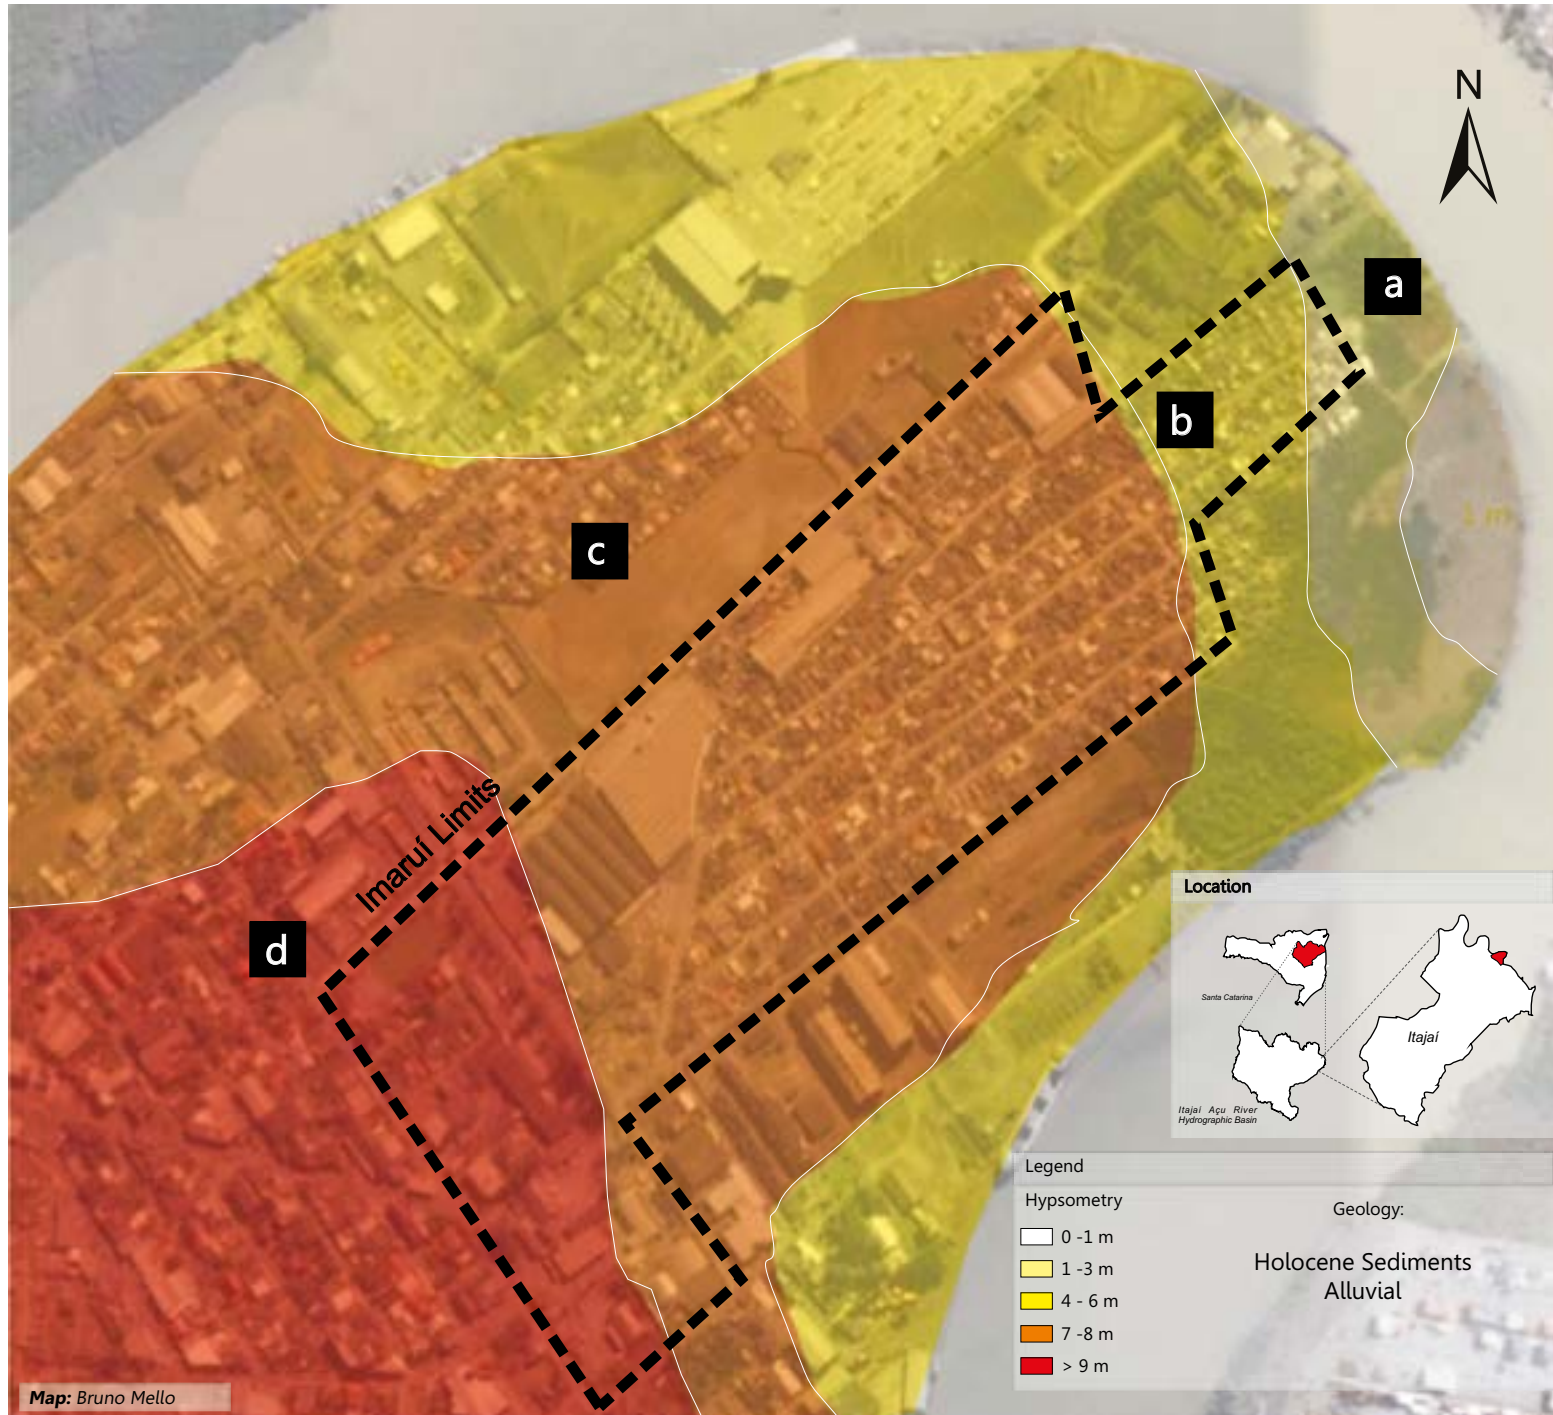 N
a
b
1 m
c
Imaruí Limits
d
Location
Santa Catarina
Itajaí
Itajaí Açu River
Hydrographic Basin
Legend
Hypsometry
0 -1 m
1 -3 m
4 - 6 m
7 -8 m
> 9 m
Geology:
Holocene Sediments
Alluvial
Map: Bruno Mello